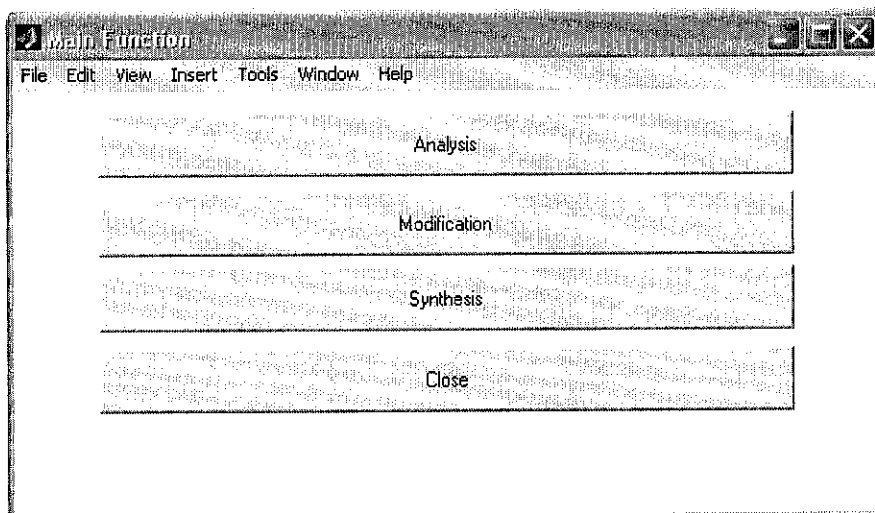 Main Function
File Edit View Insert Tools Window Help
Analysis
Modification
Synthesis
Close